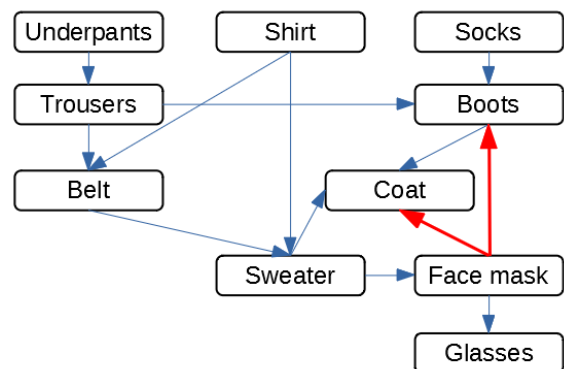 Underpants
Shirt
Socks
Trousers
Boots
Belt
Coat
Sweater
Face mask
Glasses